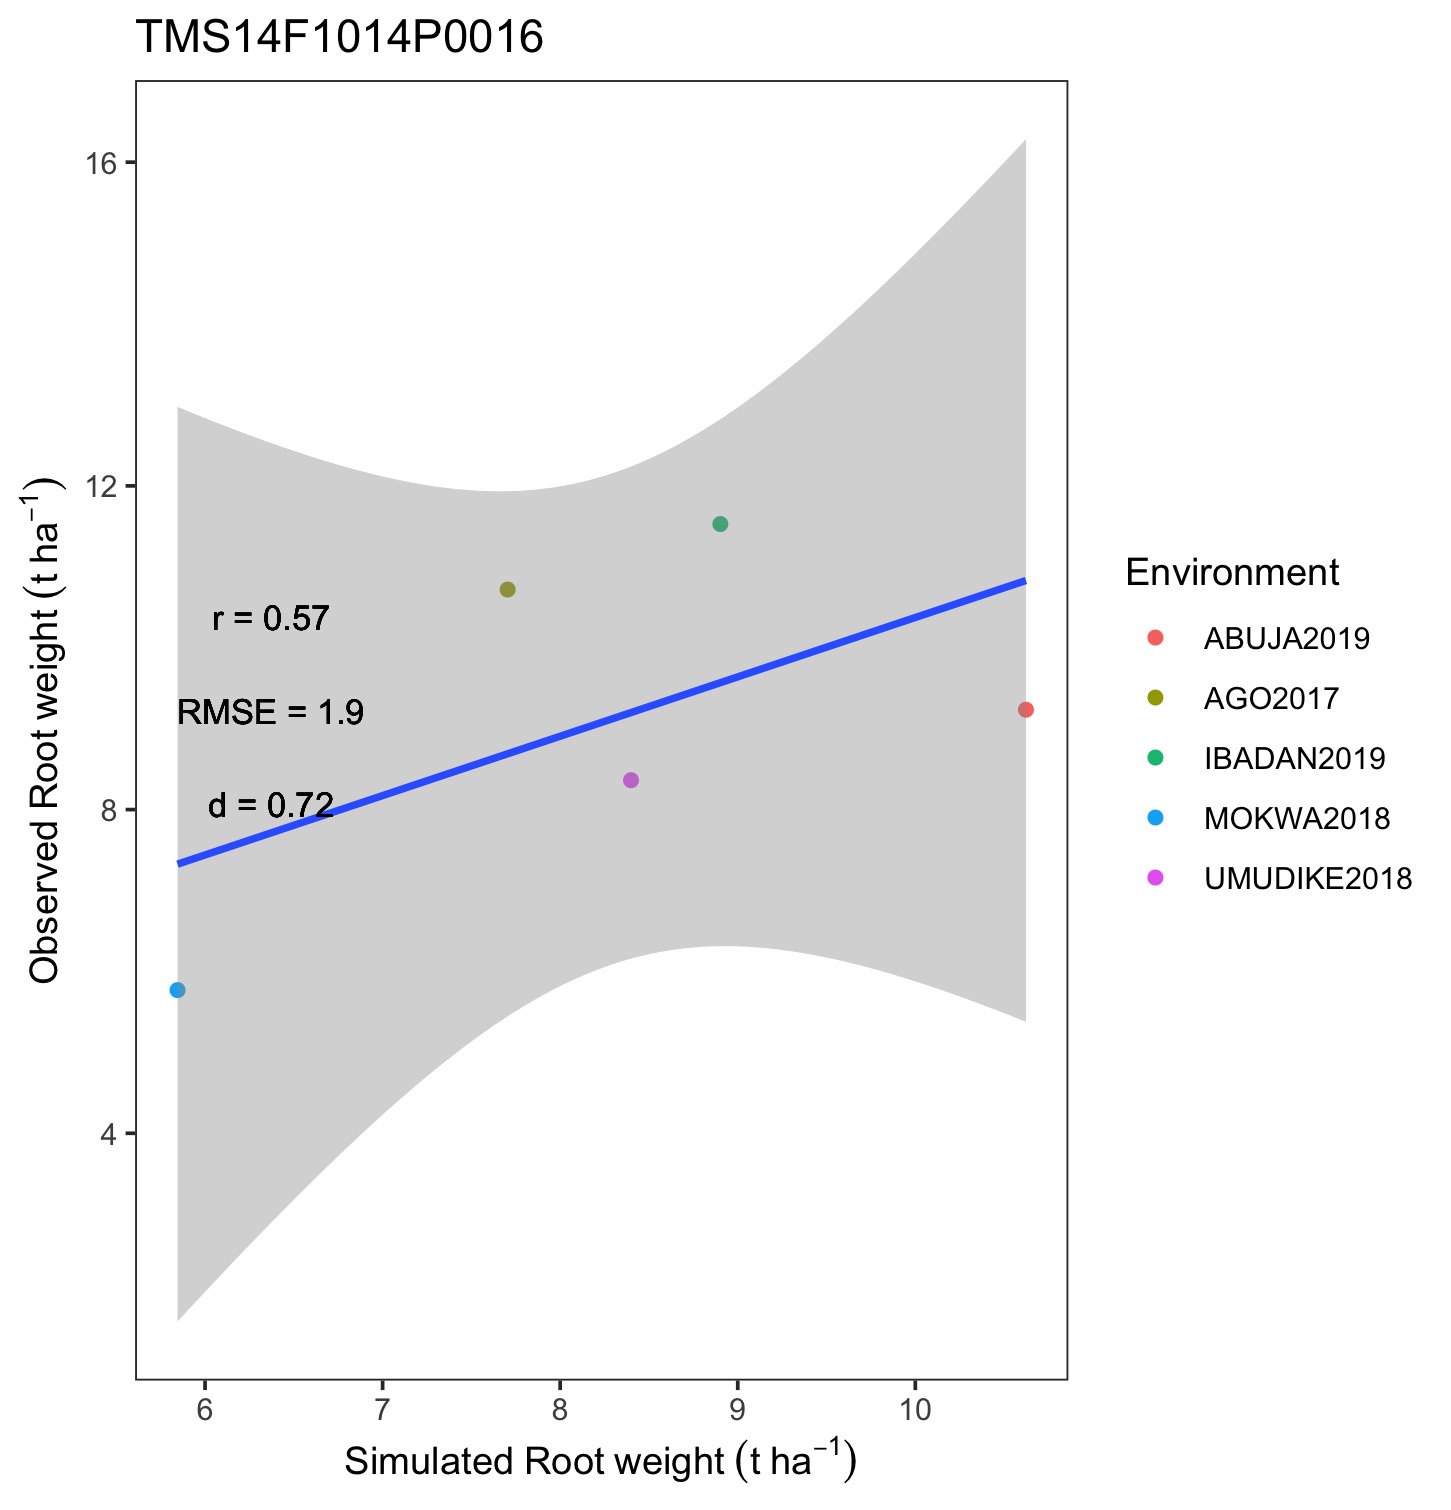 TMS14F1014P0016
Observed Root weight (t ha⁻¹)
16
12
8
4
r = 0.57
RMSE = 1.9
d = 0.72
6 7 8 9 10
Simulated Root weight (t ha⁻¹)
Environment
ABUJA2019
AGO2017
IBADAN2019
MOKWA2018
UMUDIKE2018